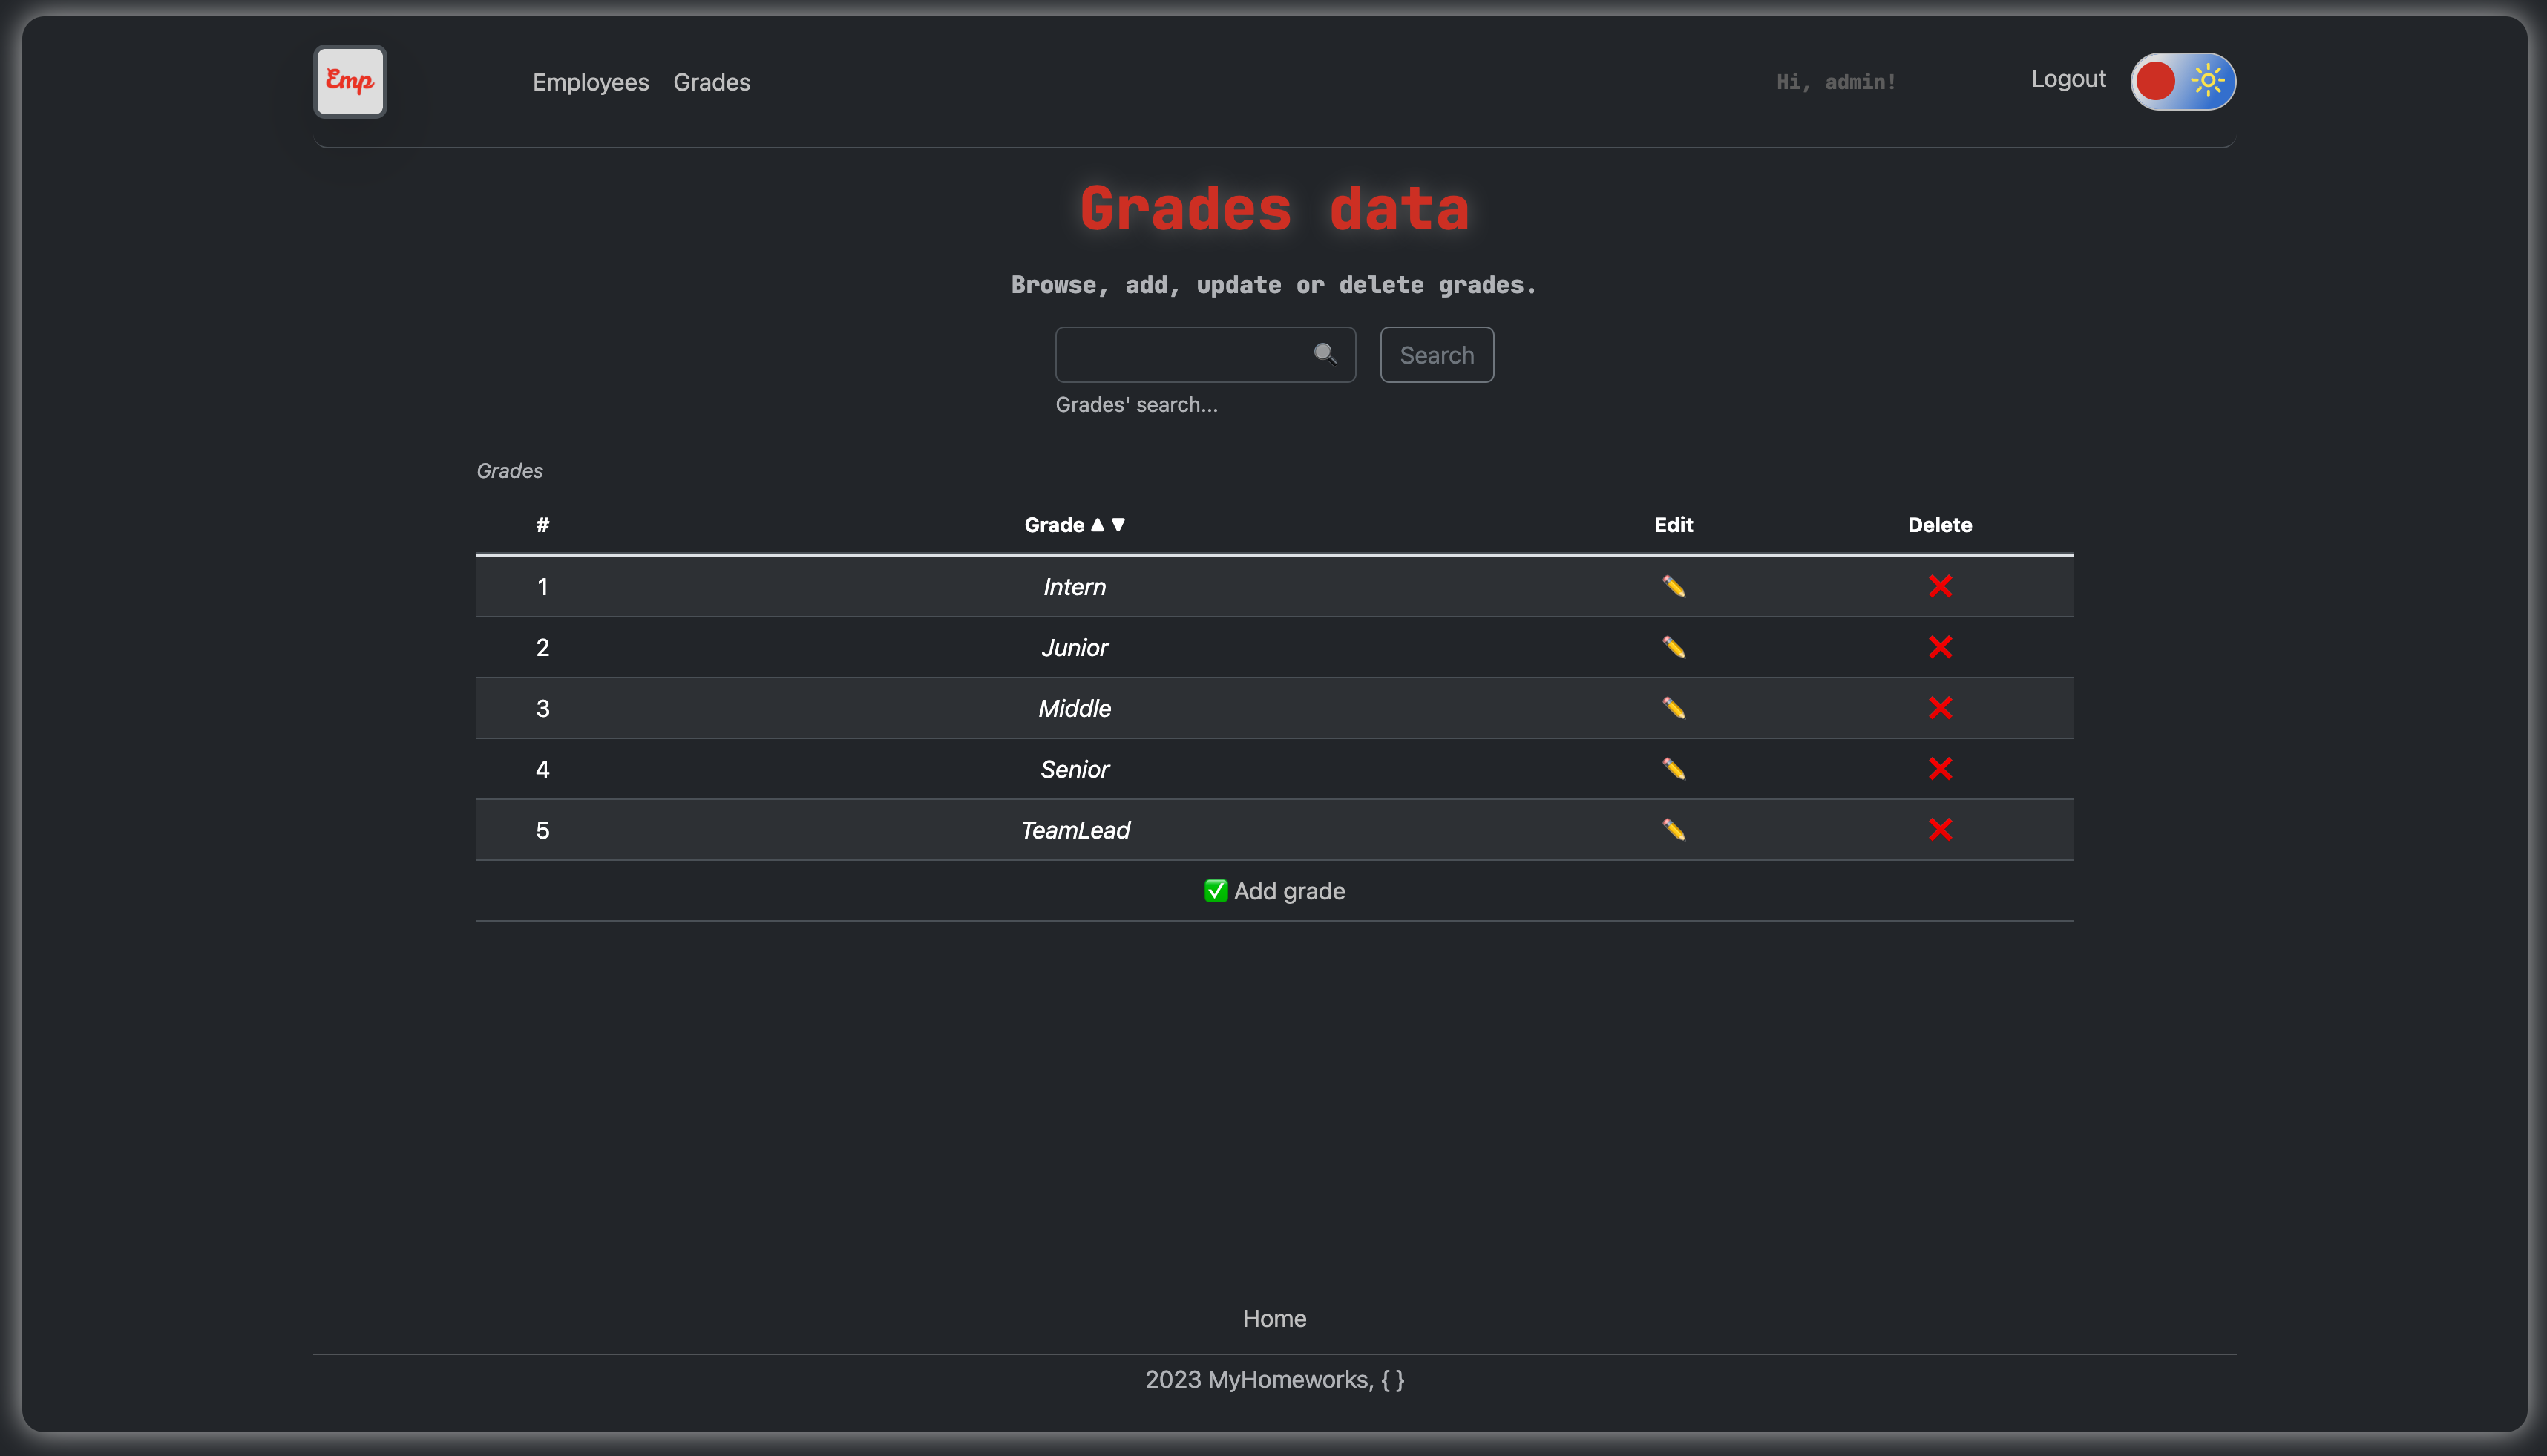 Emp
Employees Grades
Hi, admin!
Logout
Grades data
Browse, add, update or delete grades.
Search
Grades' search...
Grades
# Grade▲▼ Edit Delete
1 Intern ✏️ ❌
2 Junior ✏️ ❌
3 Middle ✏️ ❌
4 Senior ✏️ ❌
5 TeamLead ✏️ ❌
✅ Add grade
Home
2023 MyHomeworks, { }